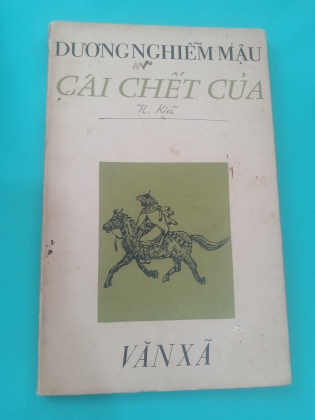 DƯƠNG NGHIỄM MẬU
CÁI CHẾT CỦA
VĂN XÃ